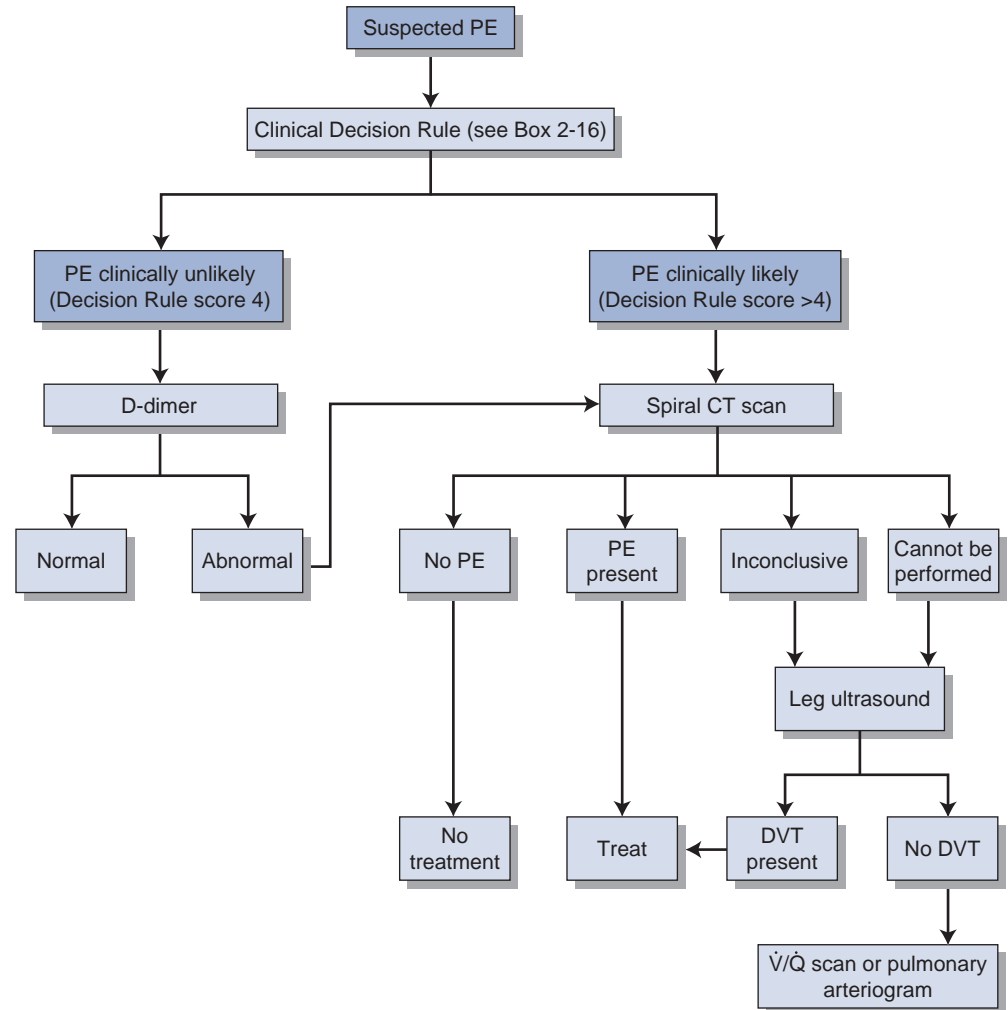 Suspected PE
Clinical Decision Rule (see Box 2-16)
PE clinically unlikely
(Decision Rule score 4)
PE clinically likely
(Decision Rule score >4)
D-dimer
Spiral CT scan
Normal
Abnormal
No PE
PE
present
Inconclusive
Cannot be
performed
Leg ultrasound
No
treatment
Treat
DVT
present
No DVT
V̇/Q̇ scan or pulmonary
arteriogram